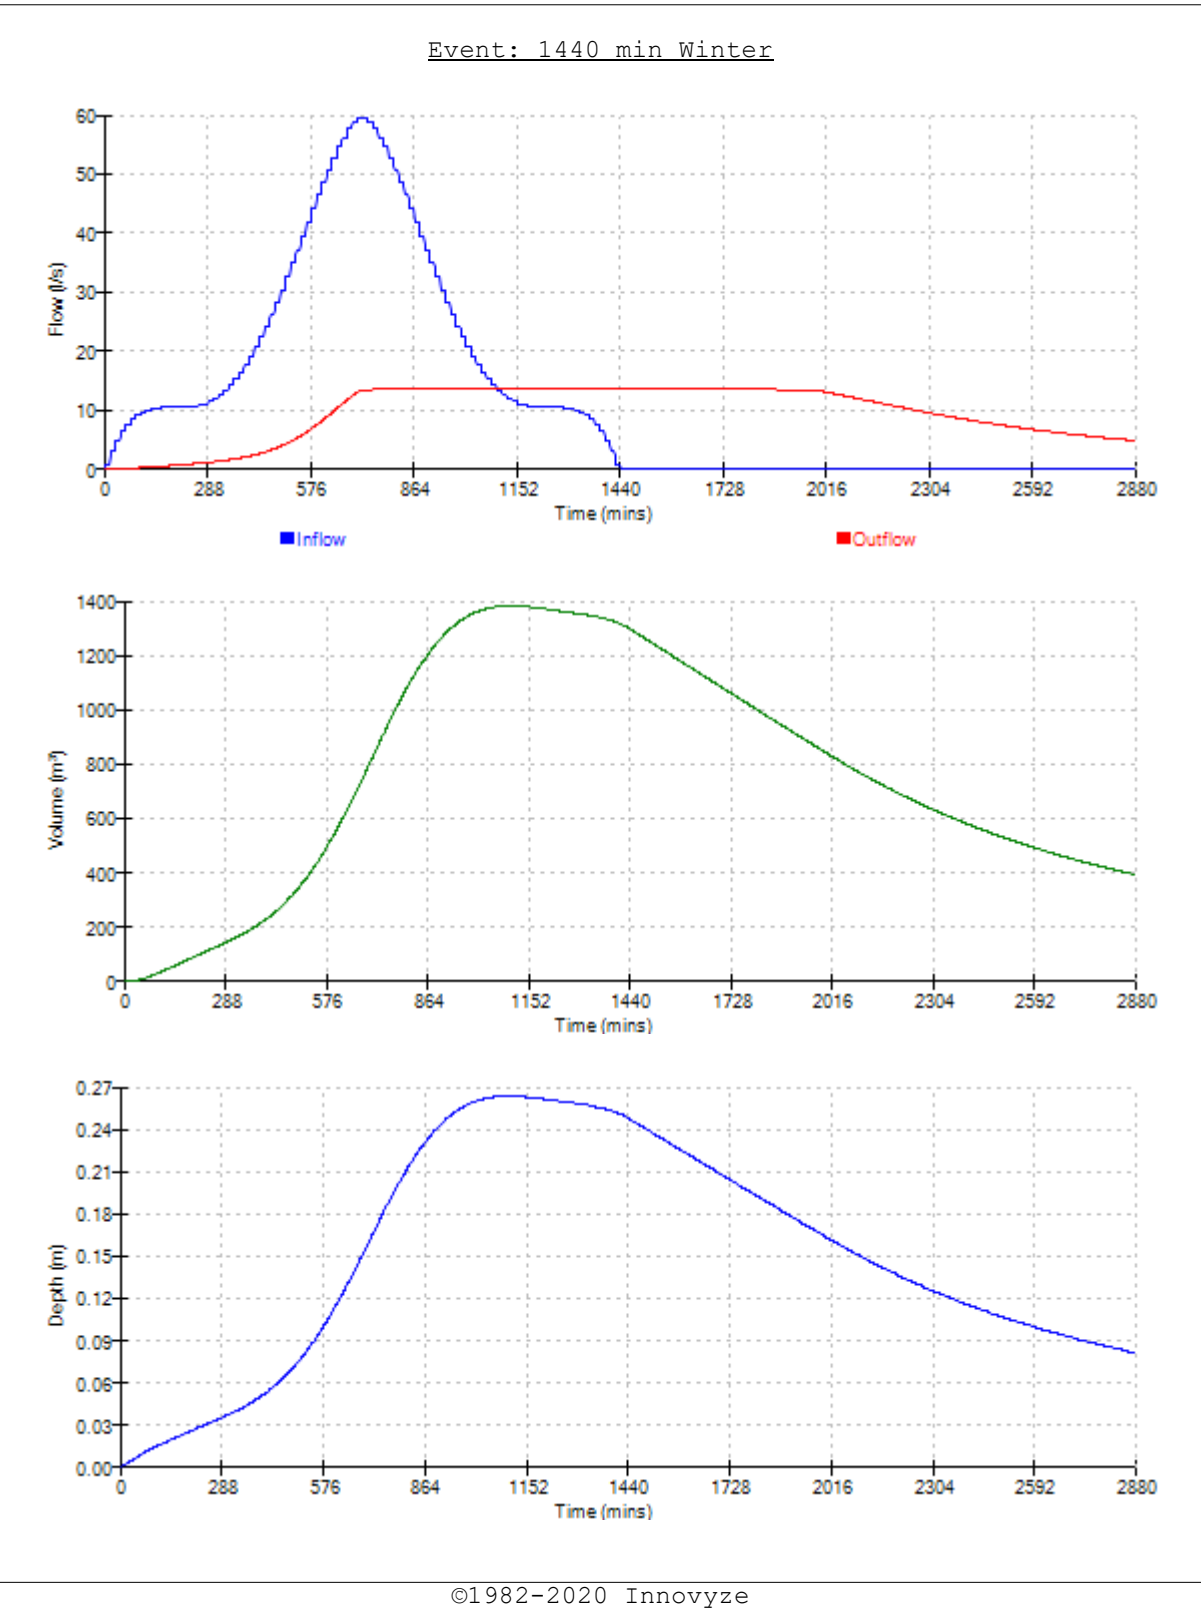 Event: 1440 min Winter
60
50
40
30
20
10
0
Flow (l/s)
0 288 576 864 1152 1440 1728 2016 2304 2592 2880
Time (mins)
Inflow Outflow
1400
1200
1000
800
600
400
200
0
Volume (m³)
0 288 576 864 1152 1440 1728 2016 2304 2592 2880
Time (mins)
0.27
0.24
0.21
0.18
0.15
0.12
0.09
0.06
0.03
0.00
Depth (m)
0 288 576 864 1152 1440 1728 2016 2304 2592 2880
Time (mins)
©1982-2020 Innovyze